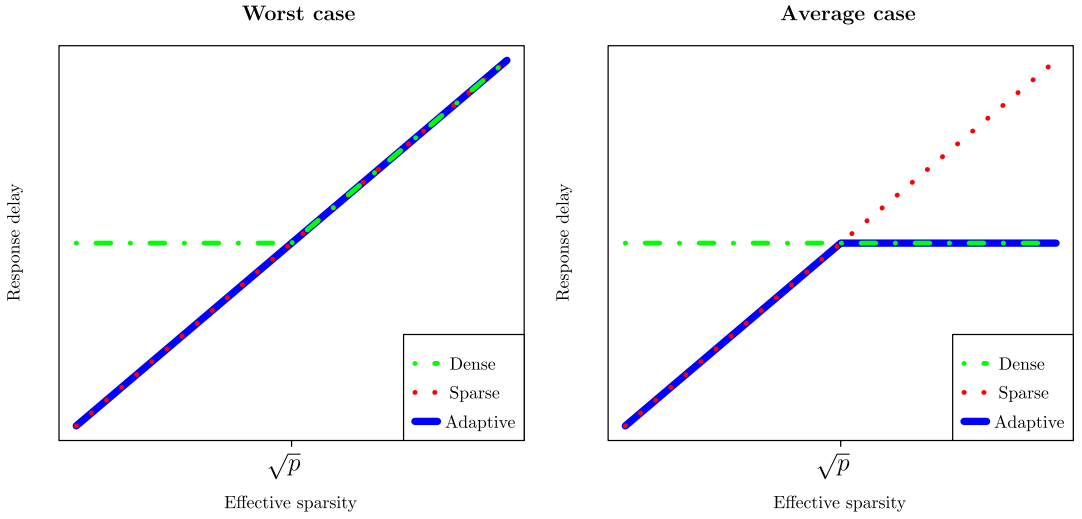 Worst case
Response delay
Dense
Sparse
Adaptive
√p
Effective sparsity
Average case
Response delay
Dense
Sparse
Adaptive
√p
Effective sparsity